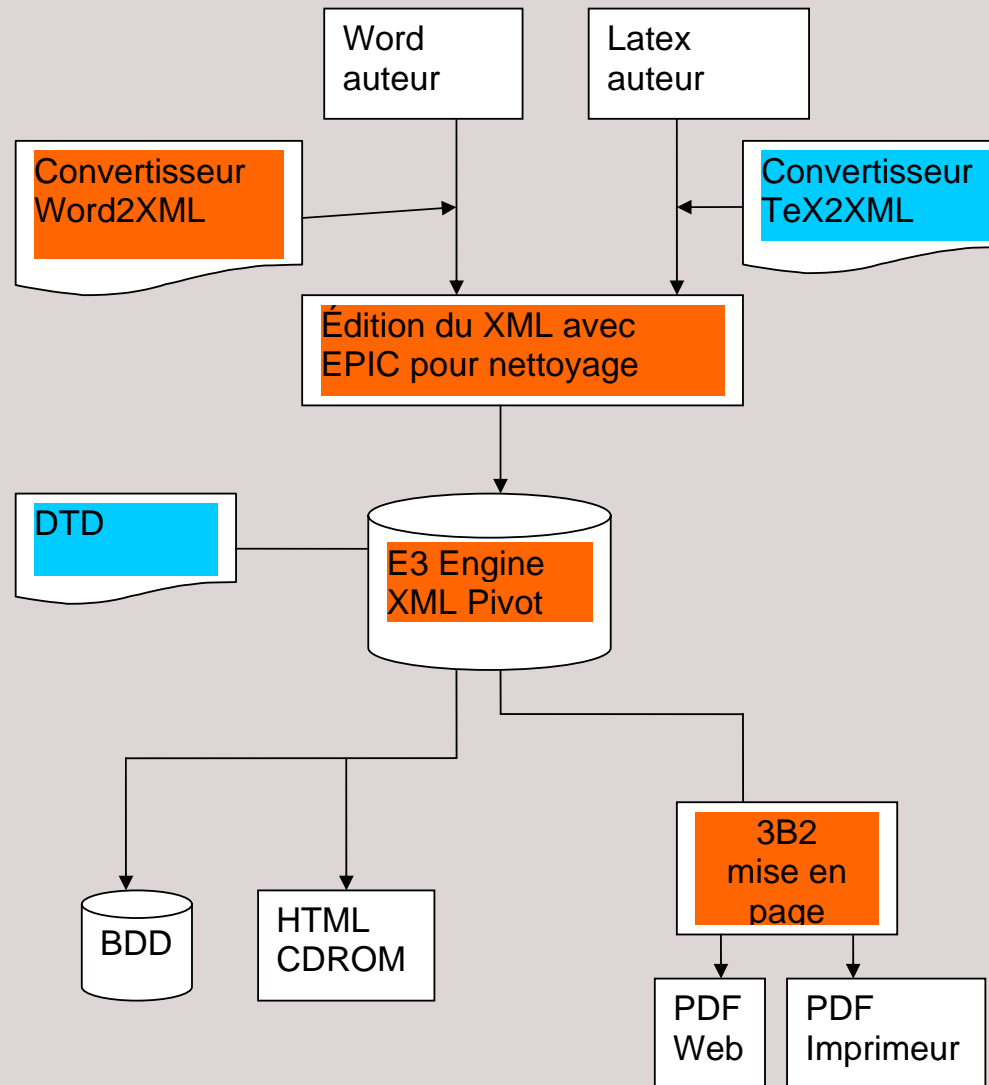 Word
auteur
Latex
auteur
Convertisseur
Word2XML
Convertisseur
TeX2XML
Édition du XML avec
EPIC pour nettoyage
DTD
E3 Engine
XML Pivot
3B2
mise en
page
BDD
HTML
CDROM
PDF
Web
PDF
Imprimeur